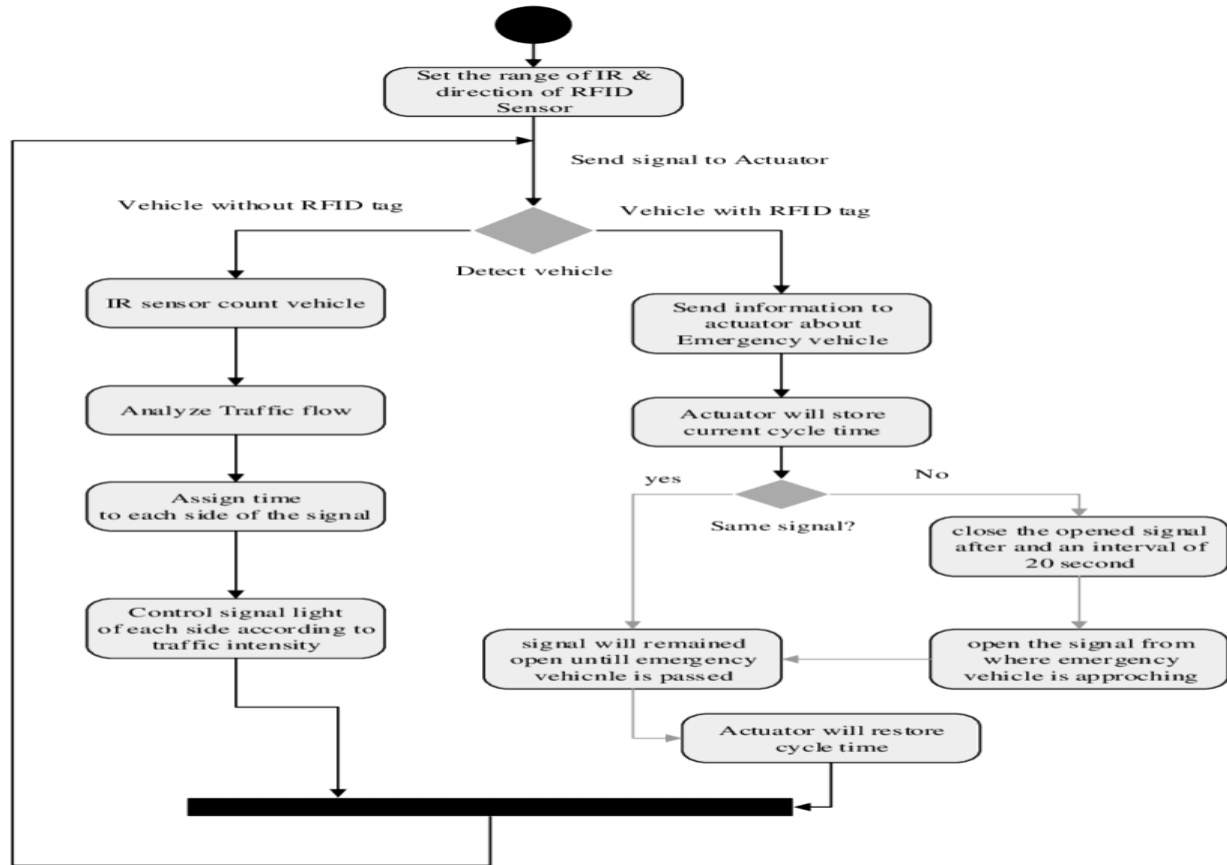 Set the range of IR &
direction of RFID
Sensor
Send signal to Actuator
Vehicle without RFID tag
Vehicle with RFID tag
Detect vehicle
IR sensor count vehicle
Analyze Traffic flow
Assign time
to each side of the signal
Control signal light
of each side according to
traffic intensity
Send information to
actuator about
Emergency vehicle
Actuator will store
current cycle time
yes
No
Same signal?
close the opened signal
after and an interval of
20 second
signal will remained
open untill emergency
vehicnle is passed
open the signal from
where emergency
vehicle is approching
Actuator will restore
cycle time